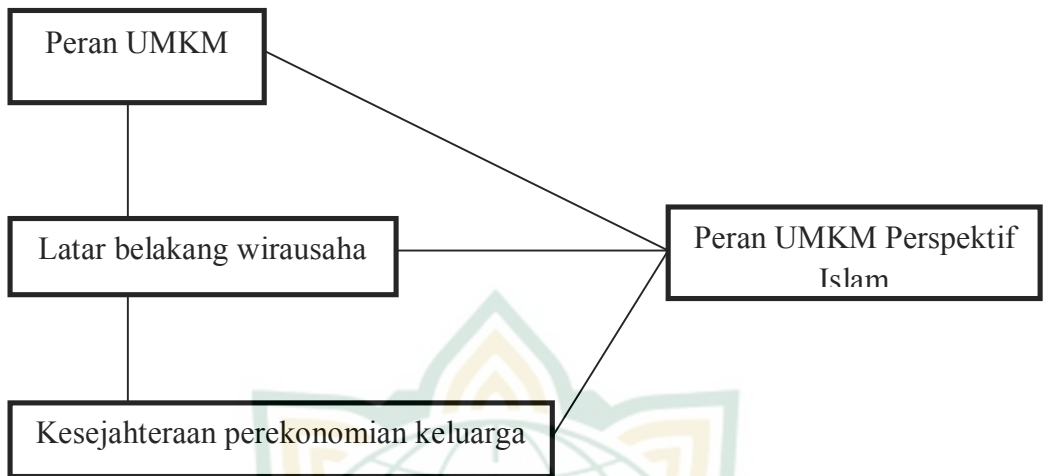 Peran UMKM
Latar belakang wirausaha
Peran UMKM Perspektif
Islam
Kesejahteraan perekonomian keluarga